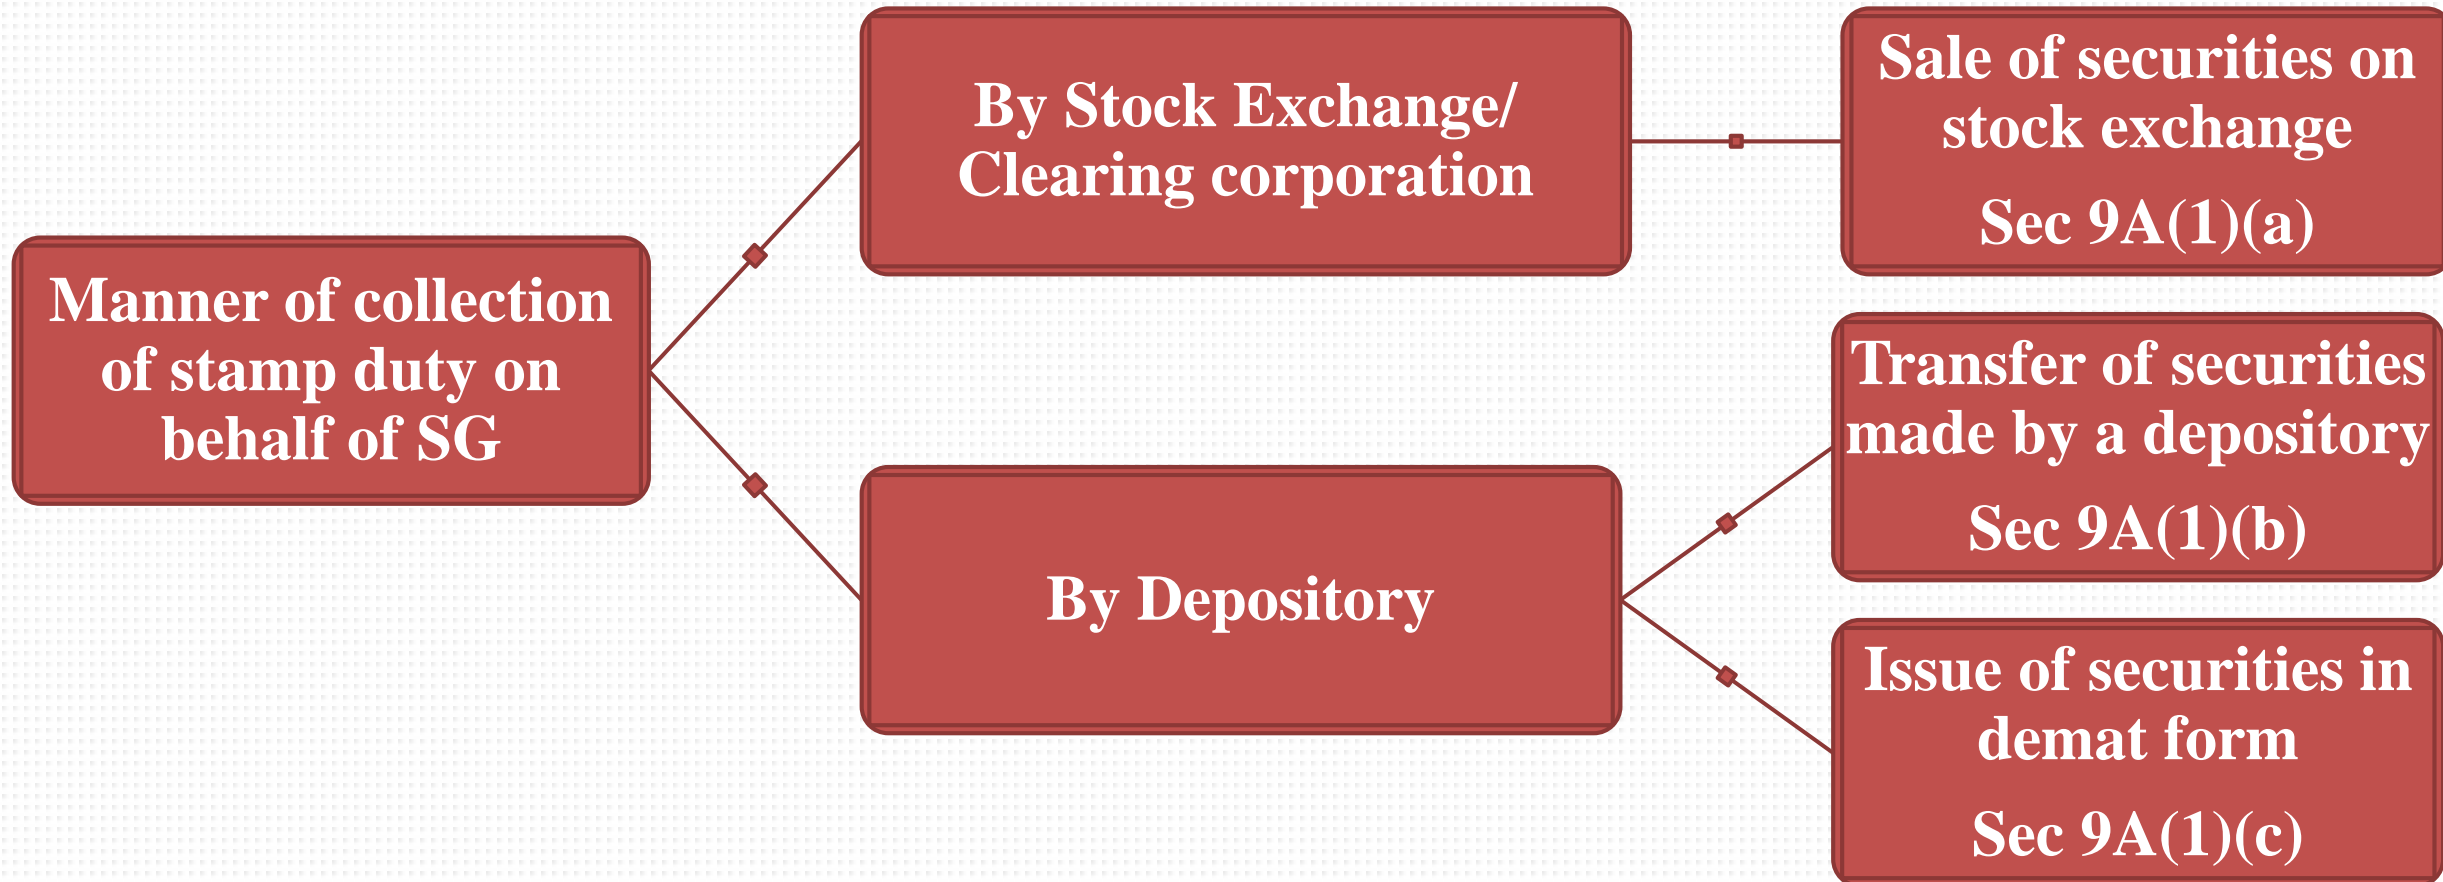 Manner of collection
of stamp duty on
behalf of SG
By Stock Exchange/
Clearing corporation
Sale of securities on
stock exchange
Sec 9A(1)(a)
By Depository
Transfer of securities
made by a depository
Sec 9A(1)(b)
Issue of securities in
demat form
Sec 9A(1)(c)